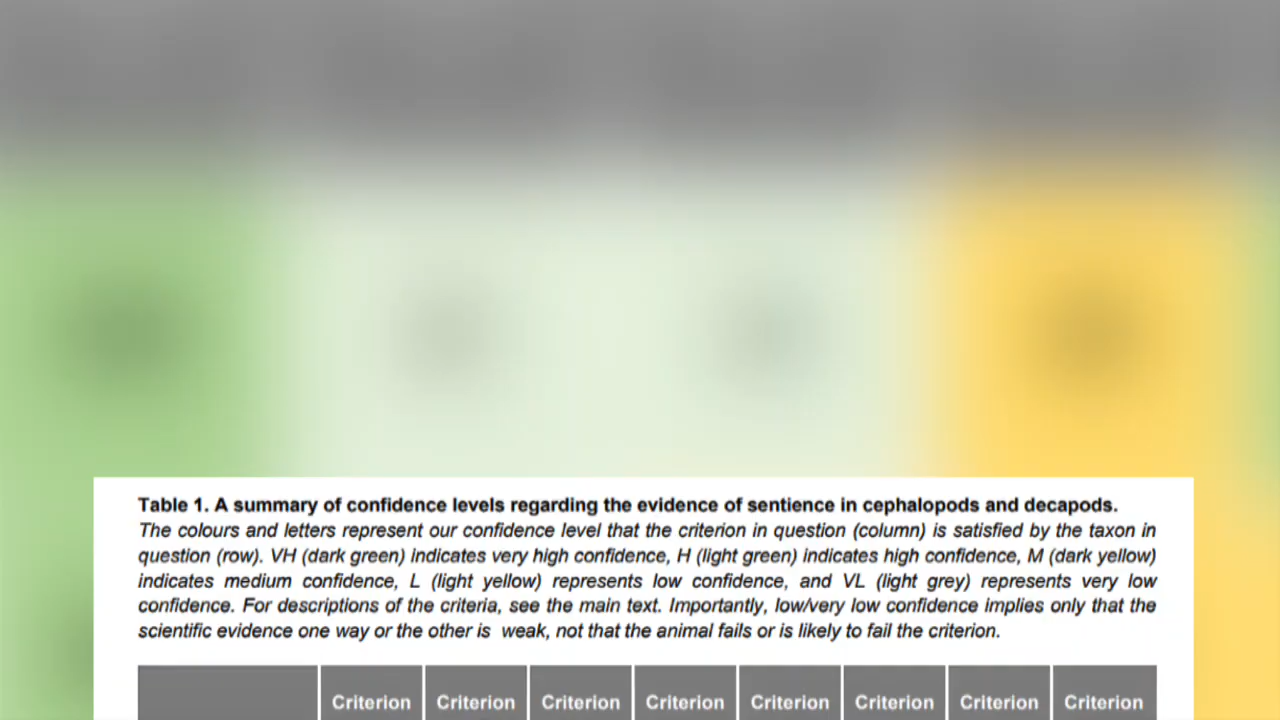 Table 1. A summary of confidence levels regarding the evidence of sentience in cephalopods and decapods.
The colours and letters represent our confidence level that the criterion in question (column) is satisfied by the taxon in
question (row). VH (dark green) indicates very high confidence, H (light green) indicates high confidence, M (dark yellow)
indicates medium confidence, L (light yellow) represents low confidence, and VL (light grey) represents very low
confidence. For descriptions of the criteria, see the main text. Importantly, low/very low confidence implies only that the
scientific evidence one way or the other is weak, not that the animal fails or is likely to fail the criterion.
Criterion Criterion Criterion Criterion Criterion Criterion Criterion Criterion